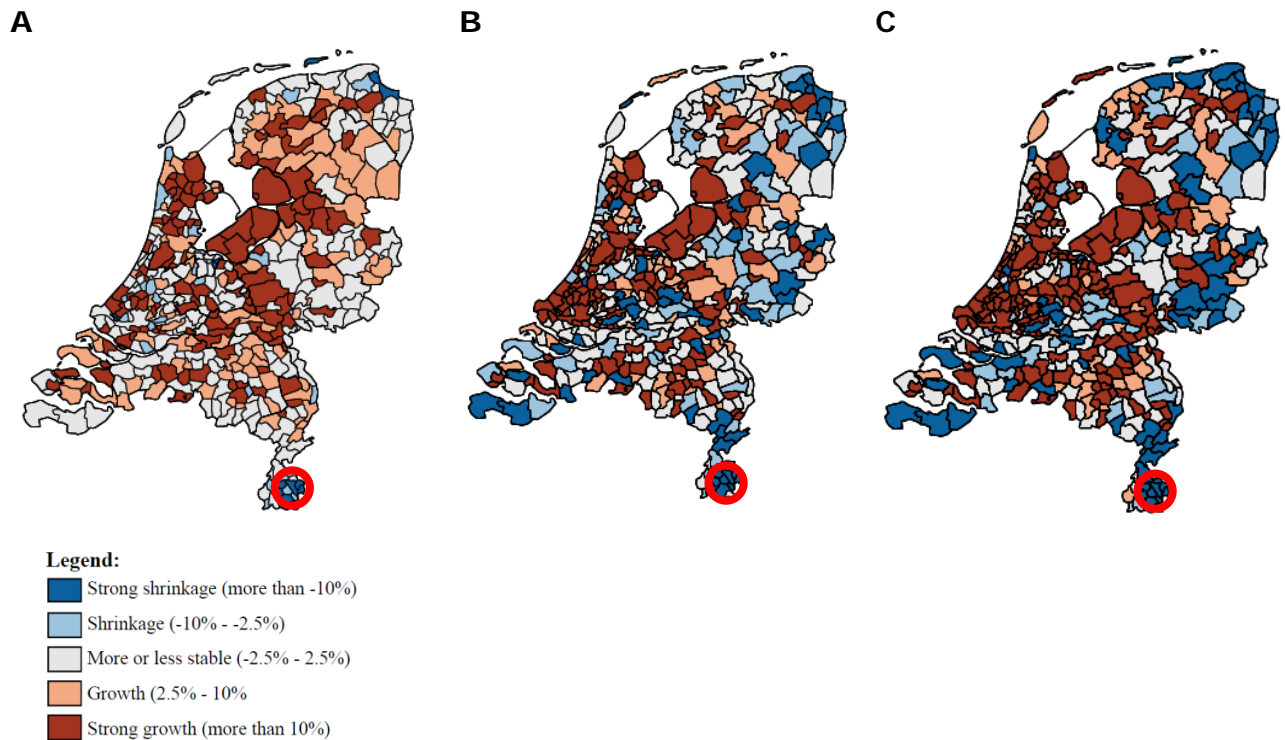 A
B
C
Legend:
Strong shrinkage (more than -10%)
Shrinkage (-10% - -2.5%)
More or less stable (-2.5% - 2.5%)
Growth (2.5% - 10%
Strong growth (more than 10%)